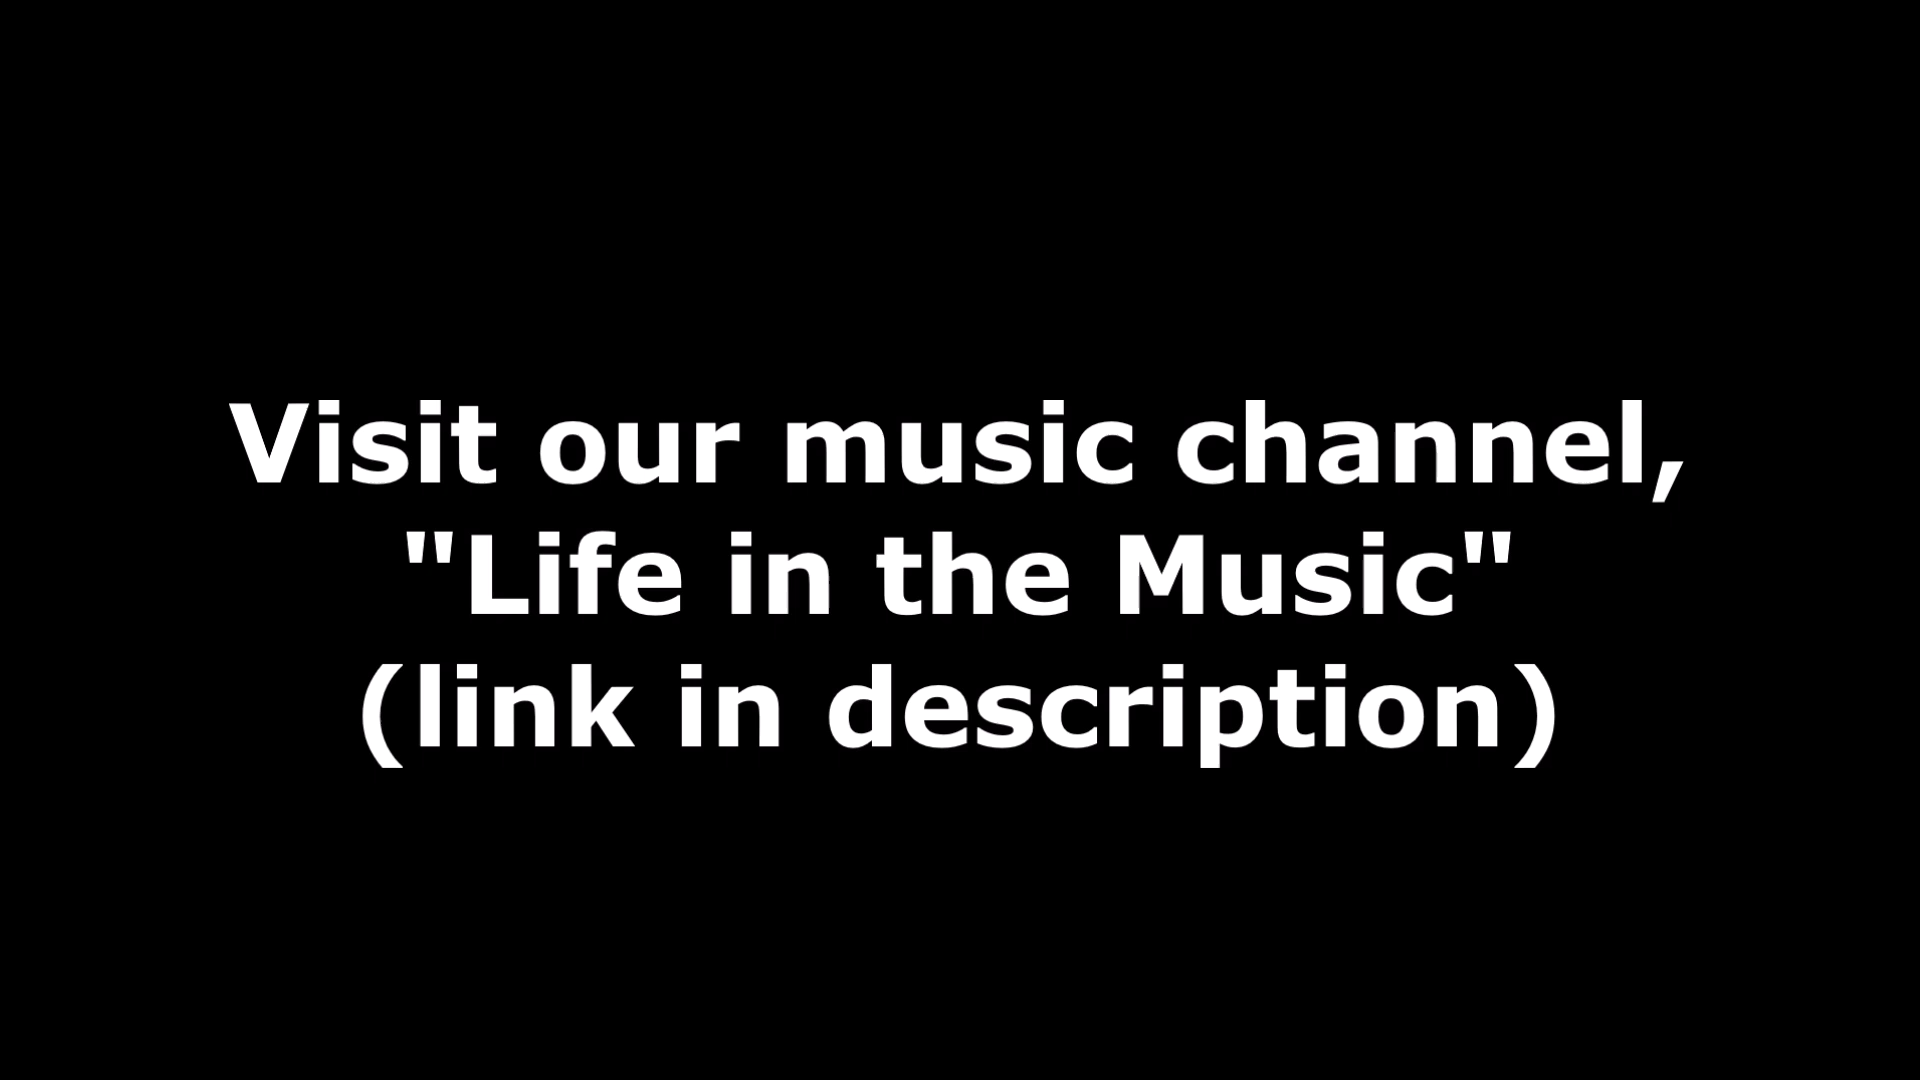 Visit our music channel,
"Life in the Music"
(link in description)